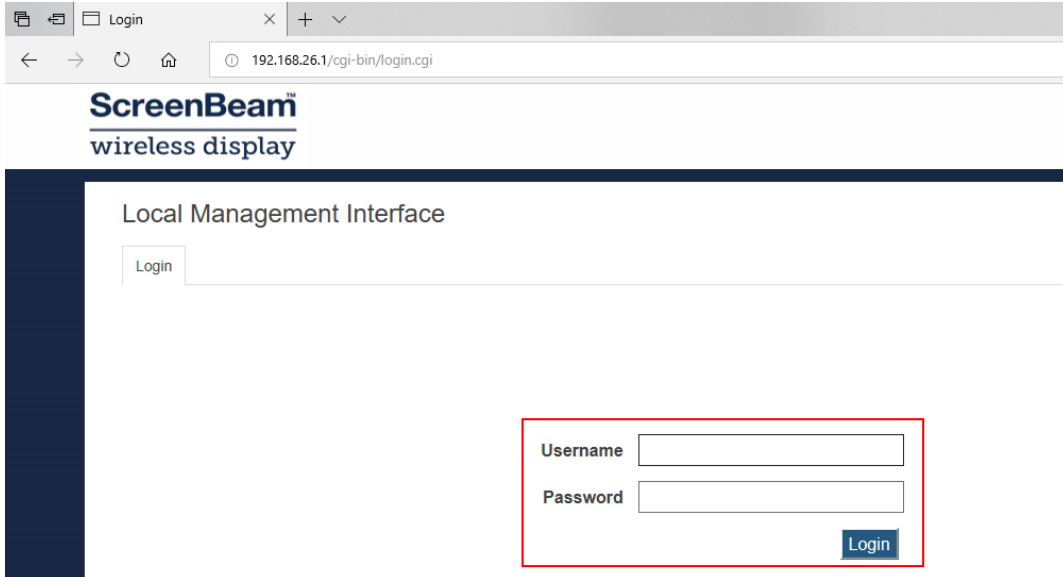 Login
192.168.26.1/cgi-bin/login.cgi
ScreenBeam™
wireless display
Local Management Interface
Login
Username
Password
Login